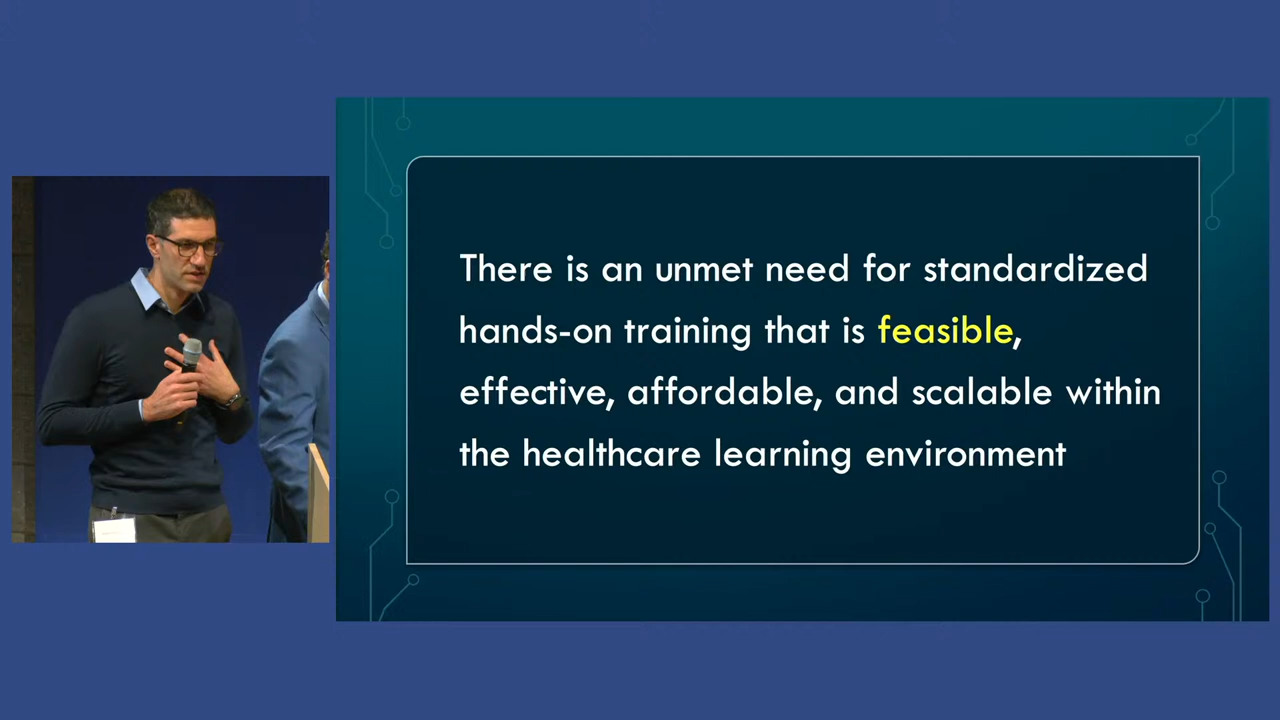 There is an unmet need for standardized
hands-on training that is feasible,
effective, affordable, and scalable within
the healthcare learning environment